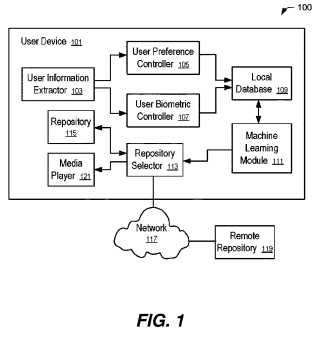 100
User Device 101
User Preference
Controller 105
User Information
Extractor 103
Local
Database
109
User Biometric
Controller 107
Repository
115
Machine
Learning
Module 111
Repository
Selector 113
Media
Player 121
Network
117
Remote
Repository 119
FIG. 1